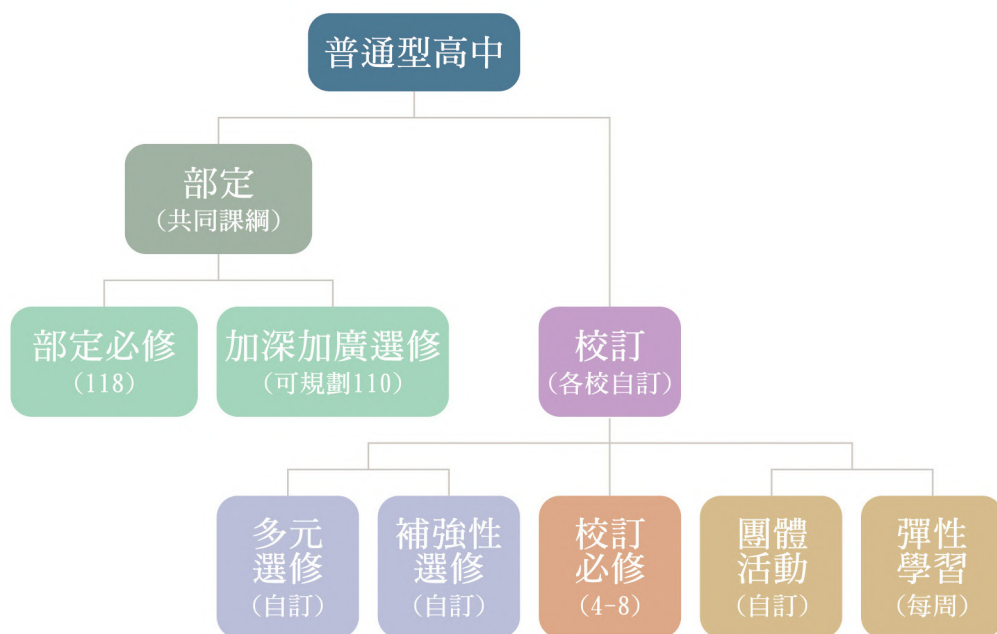 普通型高中
部定
(共同課綱)
部定必修
(118)
加深加廣選修
(可規劃110)
校訂
(各校自訂)
多元
選修
(自訂)
補強性
選修
(自訂)
校訂
必修
(4-8)
團體
活動
(自訂)
彈性
學習
(每周)